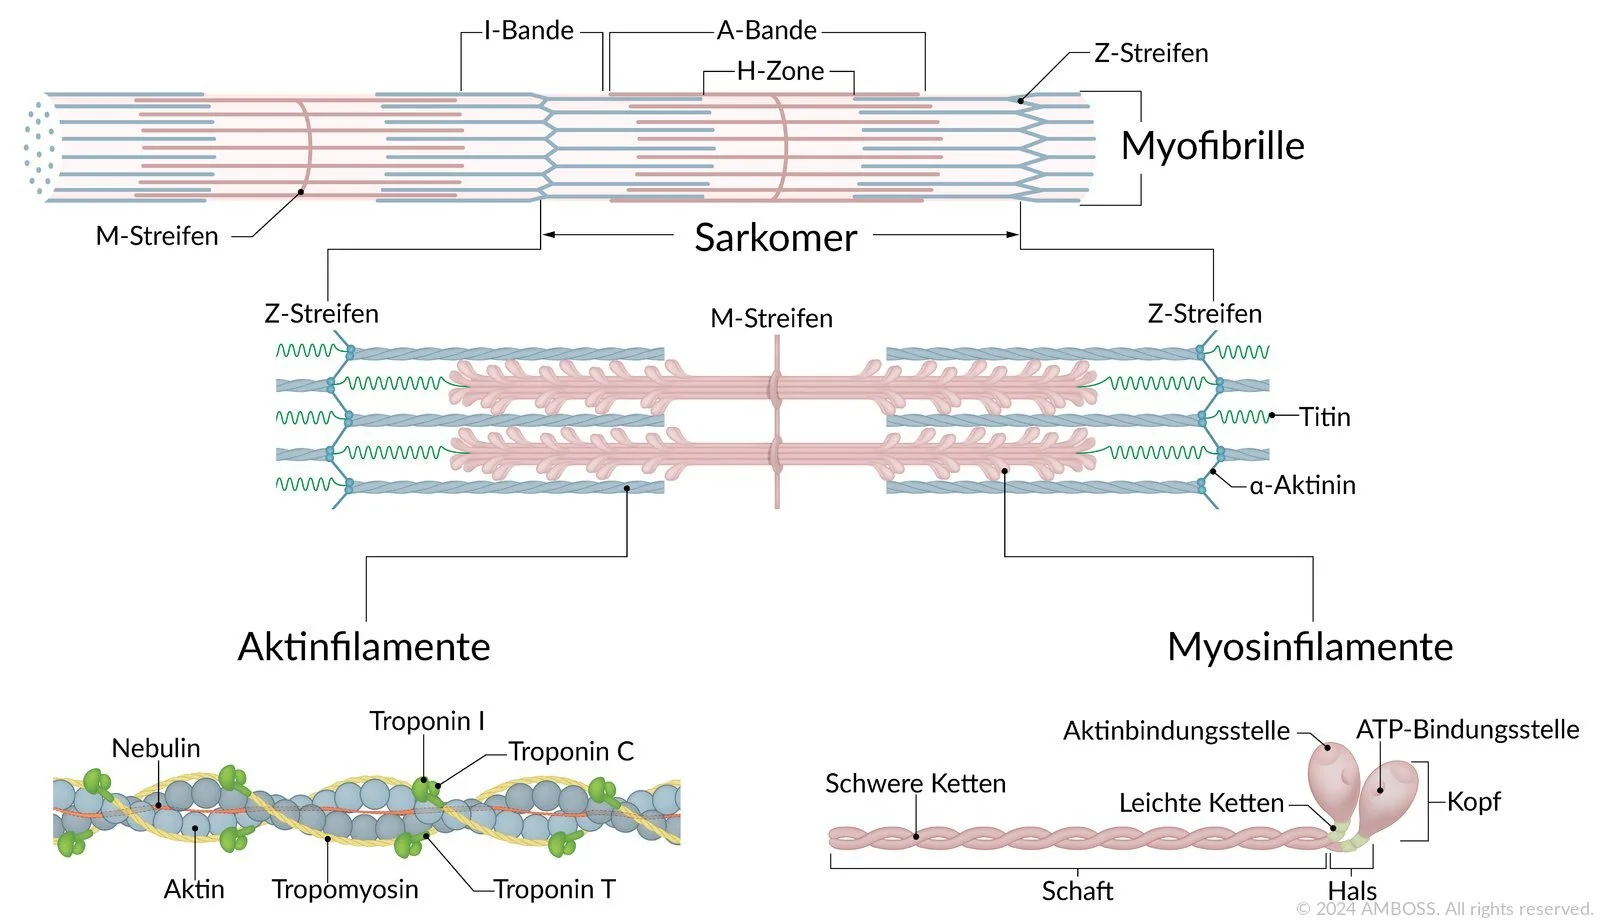 I-Bande
A-Bande
H-Zone
Z-Streifen
Myofibrille
M-Streifen
Sarkomer
Z-Streifen
M-Streifen
Z-Streifen
Titin
α-Aktinin
Aktinfilamente
Myosinfilamente
Troponin I
Nebulin
Troponin C
Aktin
Tropomyosin
Troponin T
Aktinbindungsstelle
ATP-Bindungsstelle
Schwere Ketten
Leichte Ketten
Kopf
Schaft
Hals
© 2024 AMBOSS. All rights reserved.